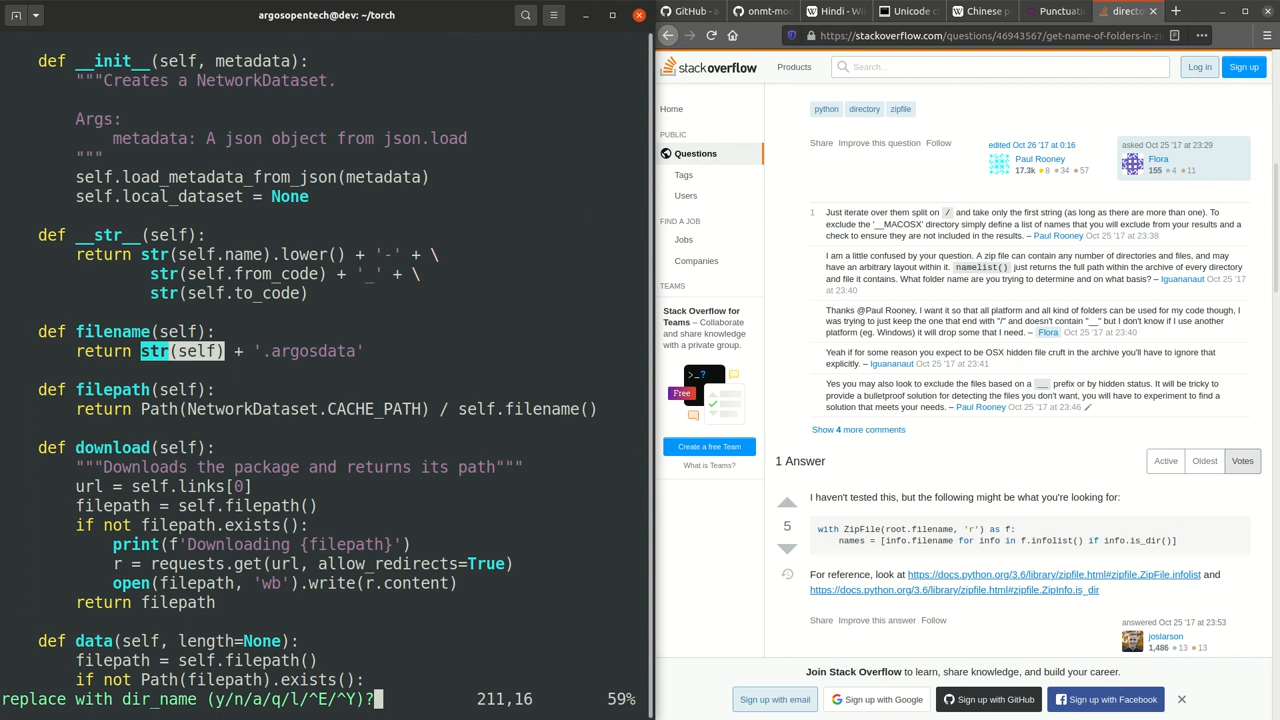 argosopentech@dev: ~/torch
def __init__(self, metadata):
"""Creates a NetworkDataset.
Args:
metadata: A json object from json.load
"""
self.load_metadata_from_json(metadata)
self.local_dataset = None
def __str__(self):
return str(self.name).lower() + '-' + \
str(self.from_code) + '_' + \
str(self.to_code)
def filename(self):
return str(self) + '.argosdata'
def filepath(self):
return Path(NetworkDataset.CACHE_PATH) / self.filename()
def download(self):
"""Downloads the package and returns its path"""
url = self.links[0]
filepath = self.filepath()
if not filepath.exists():
print(f'Downloading {filepath}')
r = requests.get(url, allow_redirects=True)
open(filepath, 'wb').write(r.content)
return filepath
def data(self, length=None):
filepath = self.filepath()
if not Path(filepath).exists():
replace with dir_name (y/n/a/q/l/^E/^Y)? 211,16 59%
GitHub - a
onmt-mod
Hindi - Wi
Unicode c
Chinese p
Punctuati
directo
https://stackoverflow.com/questions/46943567/get-name-of-folders-in-zi
stackoverflow
Products
Search…
Log in
Sign up
Home
PUBLIC
Questions
Tags
Users
FIND A JOB
Jobs
Companies
TEAMS
Stack Overflow for
Teams – Collaborate
and share knowledge
with a private group.
>_?
Free
Create a free Team
What is Teams?
python directory zipfile
Share Improve this question Follow
edited Oct 26 '17 at 0:16
Paul Rooney
17.3k 8 34 57
asked Oct 25 '17 at 23:29
Flora
155 4 11
1 Just iterate over them split on / and take only the first string (as long as there are more than one). To
exclude the '__MACOSX' directory simply define a list of names that you will exclude from your results and a
check to ensure they are not included in the results. – Paul Rooney Oct 25 '17 at 23:38
I am a little confused by your question. A zip file can contain any number of directories and files, and may
have an arbitrary layout within it. namelist() just returns the full path within the archive of every directory
and file it contains. What folder name are you trying to determine and on what basis? – Iguananaut Oct 25 '17
at 23:40
Thanks @Paul Rooney, I want it so that all platform and all kind of folders can be used for my code though, I
was trying to just keep the one that end with "/" and doesn't contain "__" but I don't know if I use another
platform (eg. Windows) it will drop some that I need. – Flora Oct 25 '17 at 23:40
Yeah if for some reason you expect to be OSX hidden file cruft in the archive you'll have to ignore that
explicitly. – Iguananaut Oct 25 '17 at 23:41
Yes you may also look to exclude the files based on a __ prefix or by hidden status. It will be tricky to
provide a bulletproof solution for detecting the files you don't want, you will have to experiment to find a
solution that meets your needs. – Paul Rooney Oct 25 '17 at 23:46
Show 4 more comments
1 Answer
Active Oldest Votes
5
I haven't tested this, but the following might be what you're looking for:
with ZipFile(root.filename, 'r') as f:
names = [info.filename for info in f.infolist() if info.is_dir()]
For reference, look at https://docs.python.org/3.6/library/zipfile.html#zipfile.ZipFile.infolist and
https://docs.python.org/3.6/library/zipfile.html#zipfile.ZipInfo.is_dir
Share Improve this answer Follow
answered Oct 25 '17 at 23:53
joslarson
1,486 13 13
Join Stack Overflow to learn, share knowledge, and build your career.
Sign up with email
Sign up with Google
Sign up with GitHub
Sign up with Facebook